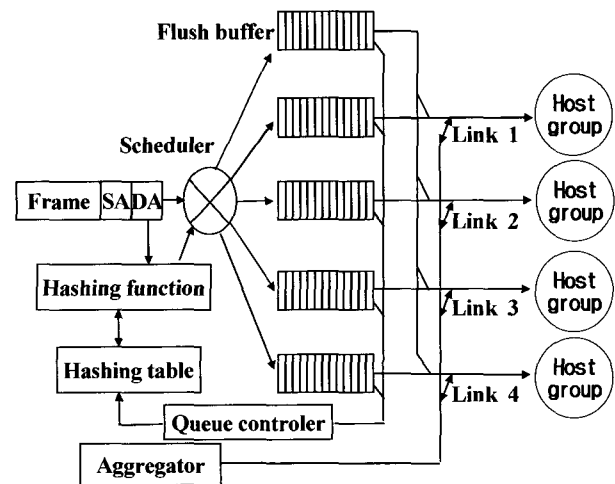 Flush buffer
Host
group
Link 1
Scheduler
Frame SA DA
Host
group
Link 2
Hashing function
Host
group
Link 3
Hashing table
Host
group
Link 4
Queue controler
Aggregator